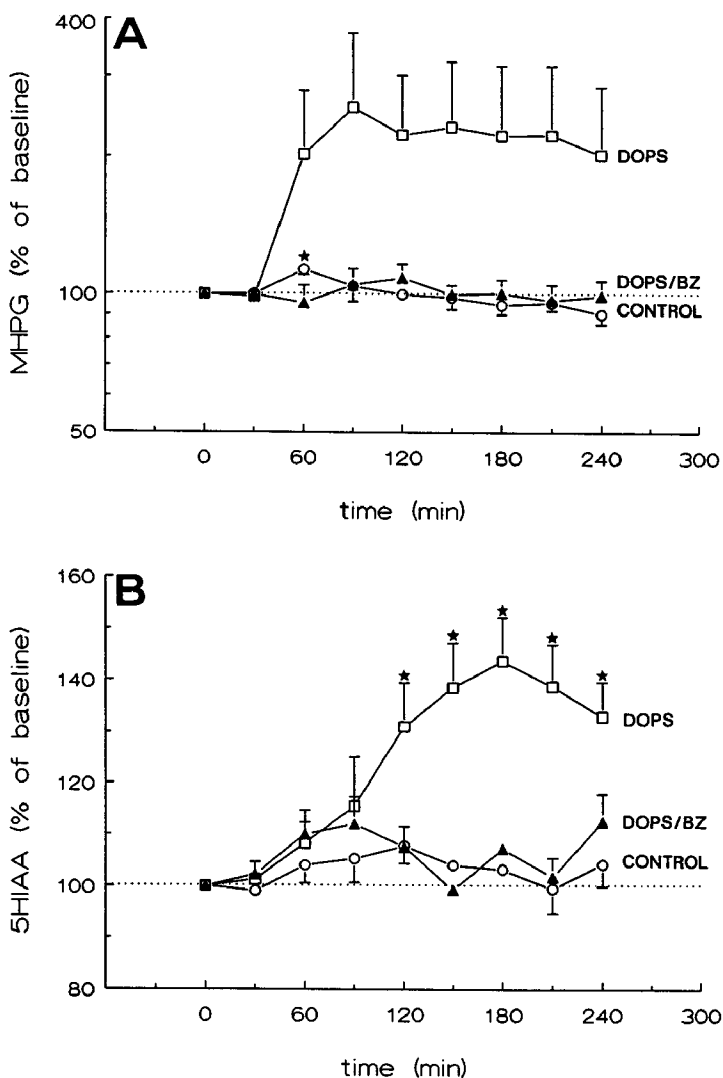 A
MHPG (% of baseline)
400
100
50
DOPS
DOPS/BZ
CONTROL
0 60 120 180 240 300
time (min)
B
5HIAA (% of baseline)
160
140
120
100
80
DOPS
DOPS/BZ
CONTROL
0 60 120 180 240 300
time (min)